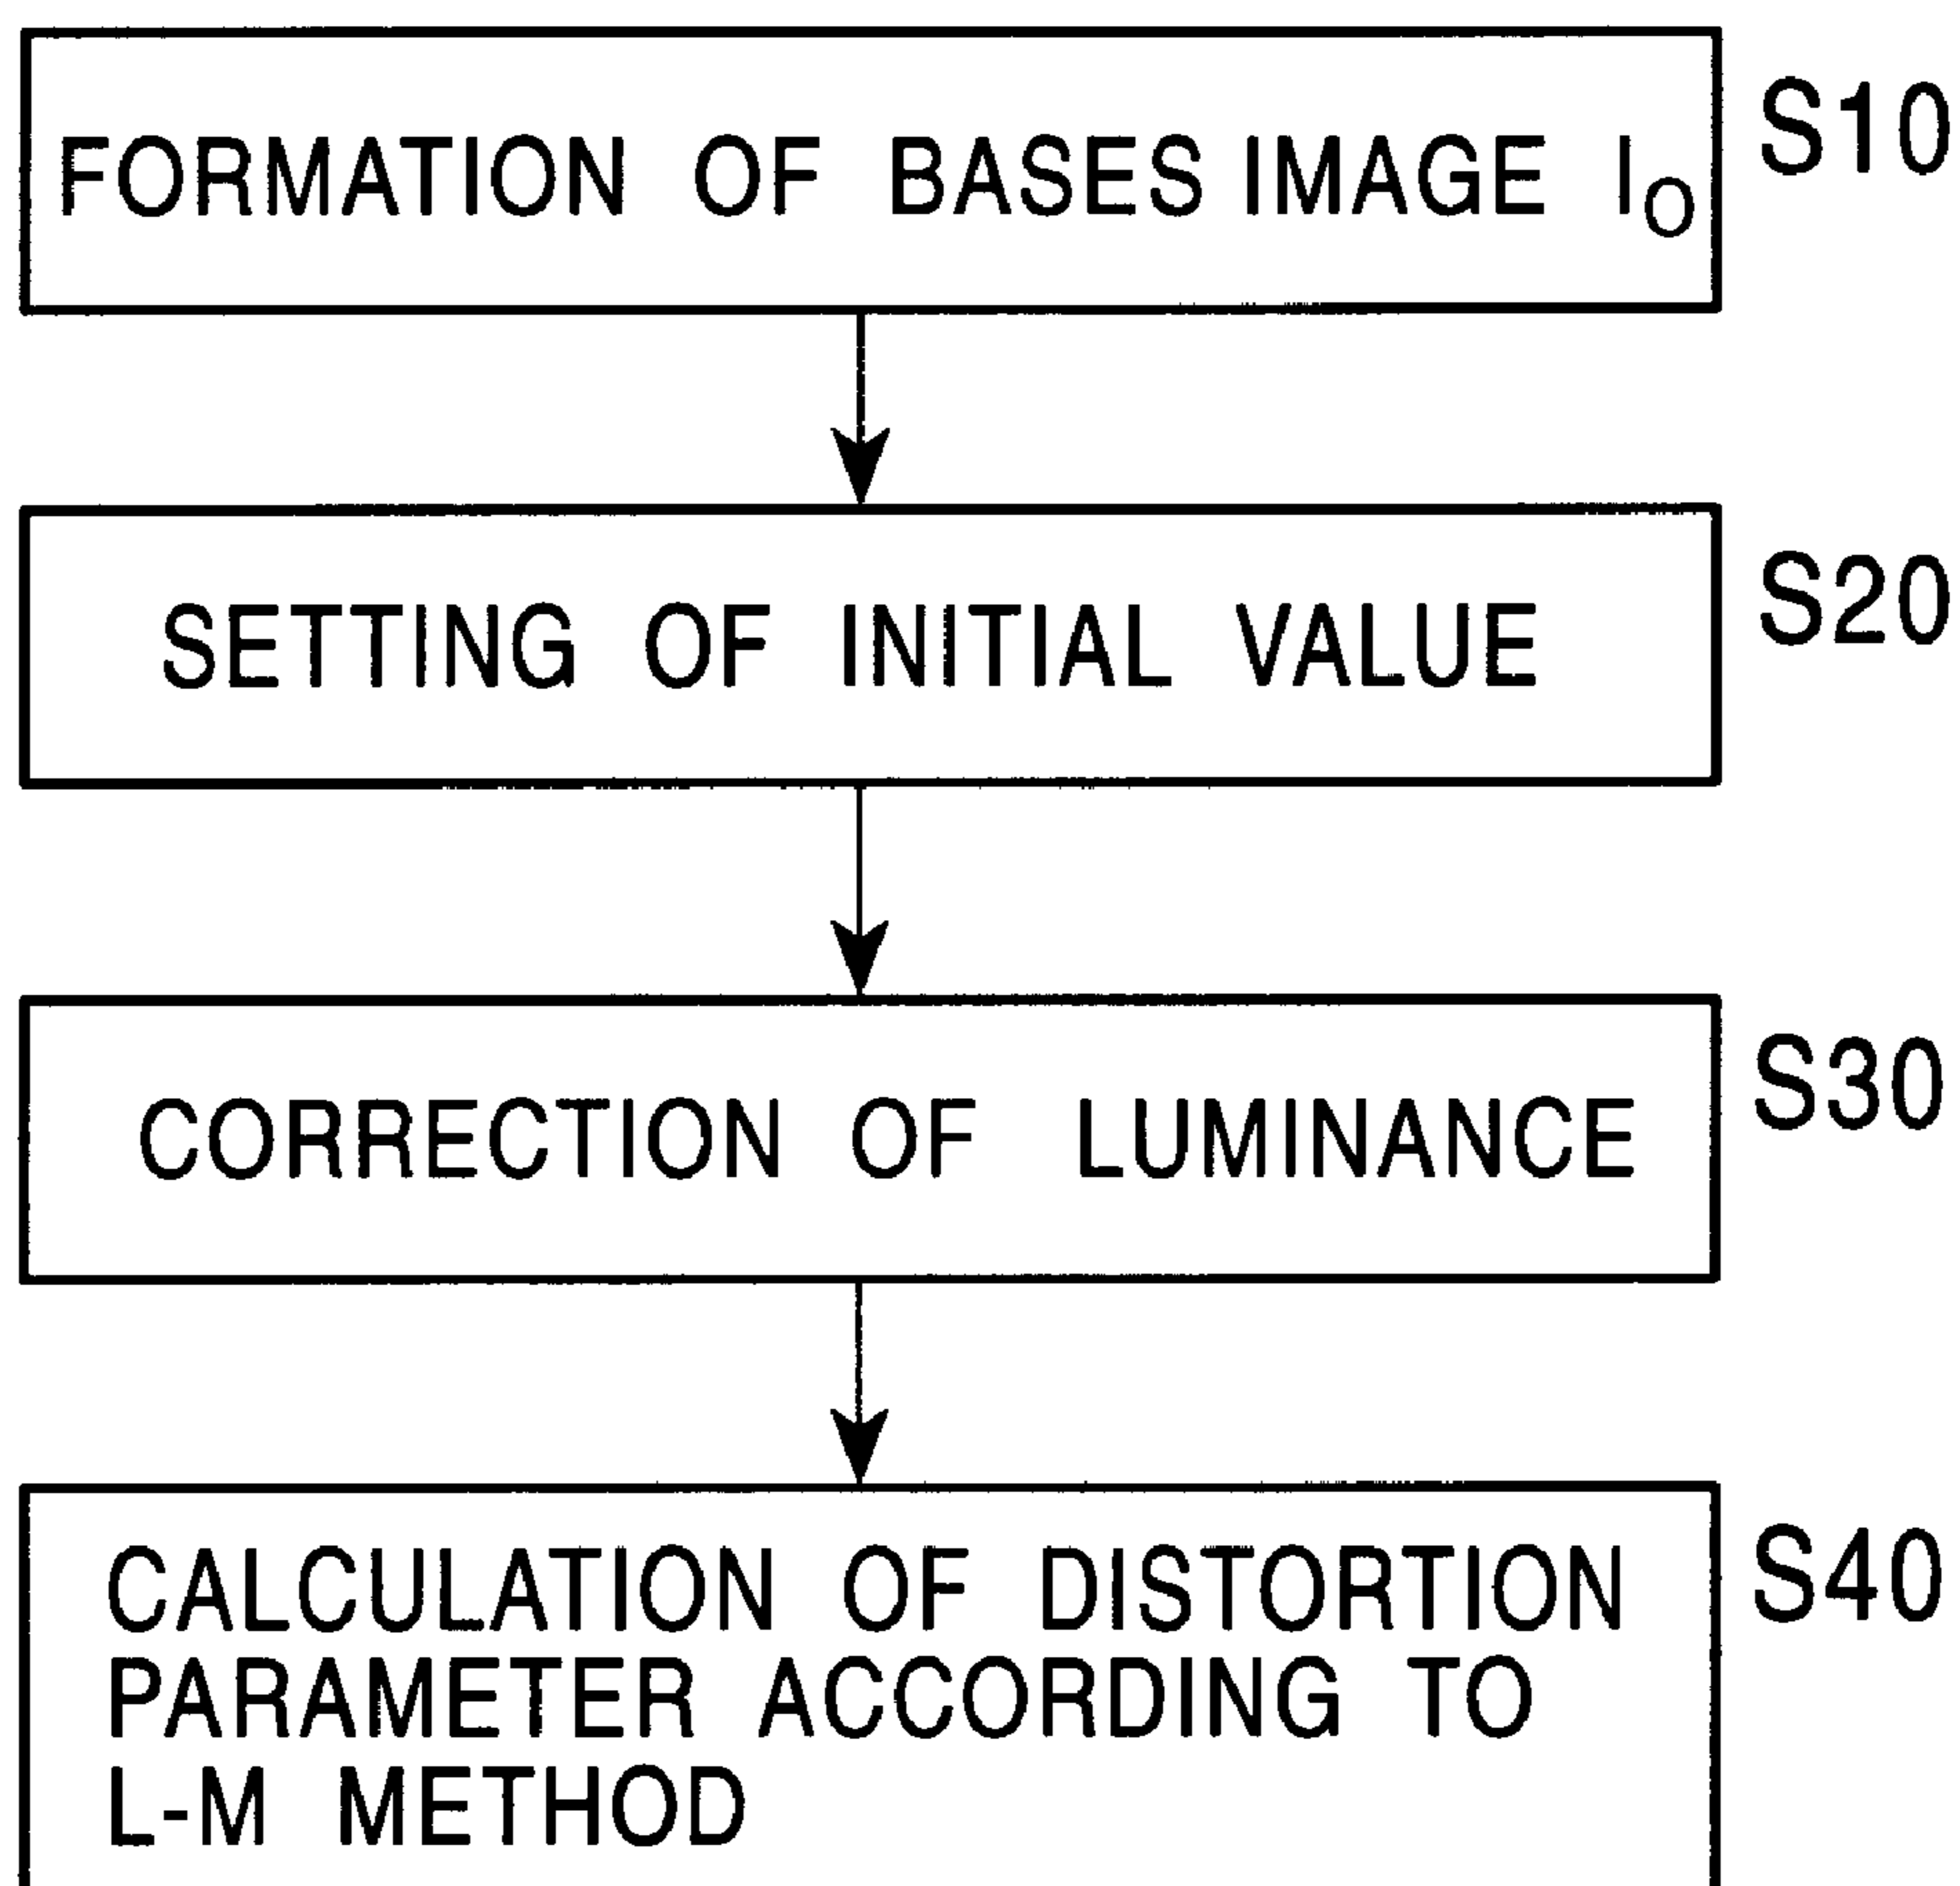 FORMATION OF BASES IMAGE I₀
S10
SETTING OF INITIAL VALUE
S20
CORRECTION OF LUMINANCE
S30
CALCULATION OF DISTORTION
PARAMETER ACCORDING TO
L-M METHOD
S40